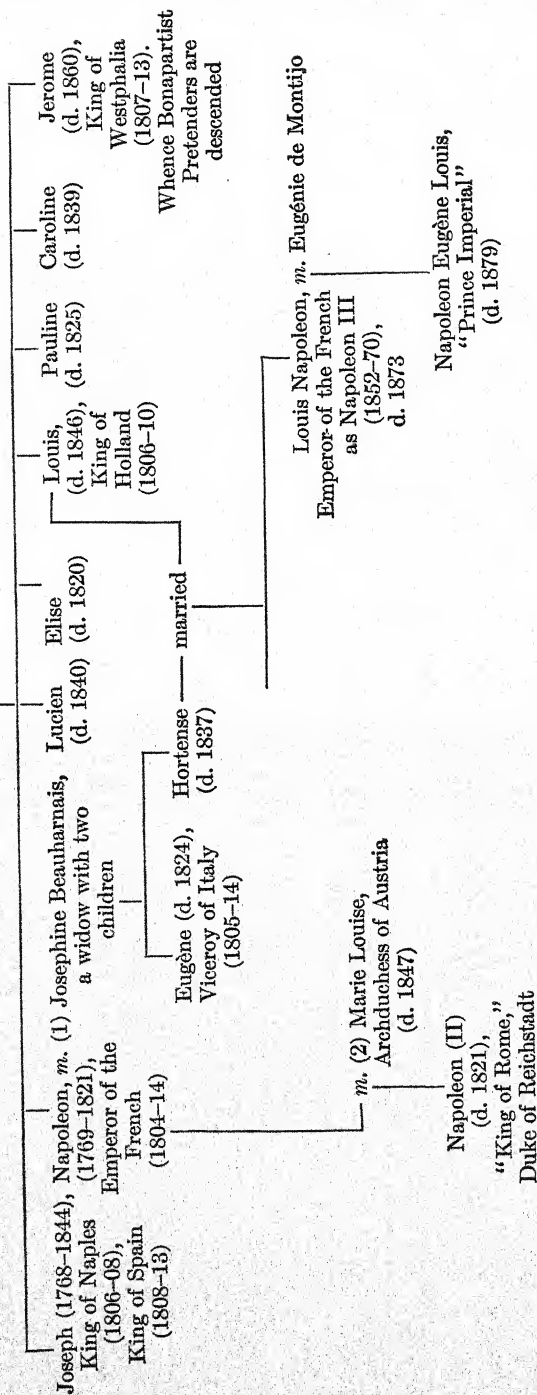 Joseph (1768–1844),
King of Naples
(1806–08),
King of Spain
(1808–13)
Napoleon, m. (1) Josephine Beauharnais,
(1769–1821),
Emperor of the
French
(1804–14)
a widow with two
children
Lucien
(d. 1840)
Elise
(d. 1820)
Louis,
(d. 1846),
King of
Holland
(1806–10)
Pauline
(d. 1825)
Caroline
(d. 1839)
Jerome
(d. 1860),
King of
Westphalia
(1807–13).
Whence Bonapartist
Pretenders are
descended
Eugène (d. 1824),
Viceroy of Italy
(1805–14)
Hortense
(d. 1837)
married
m. (2) Marie Louise,
Archduchess of Austria
(d. 1847)
Louis Napoleon, m. Eugénie de Montijo
Emperor of the French
as Napoleon III
(1852–70),
d. 1873
Napoleon (II)
(d. 1821),
"King of Rome,"
Duke of Reichstadt
Napoleon Eugène Louis,
"Prince Imperial"
(d. 1879)